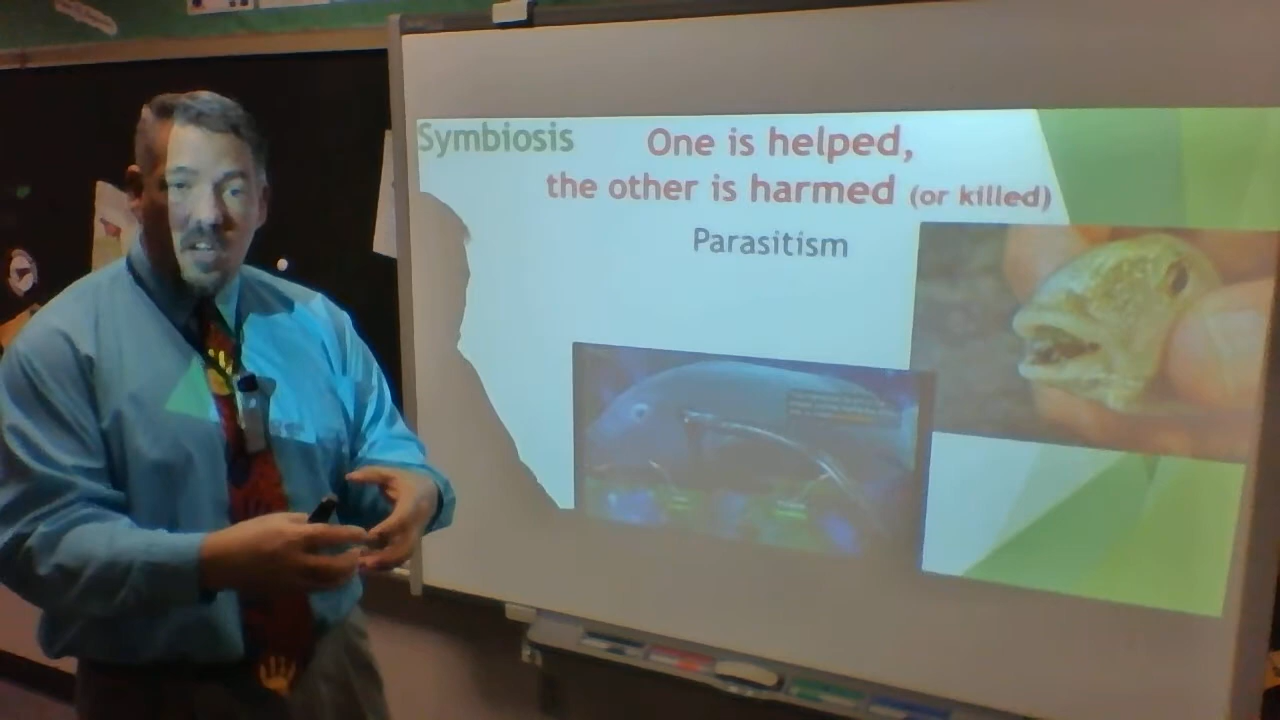 Symbiosis
One is helped,
the other is harmed (or killed)
Parasitism